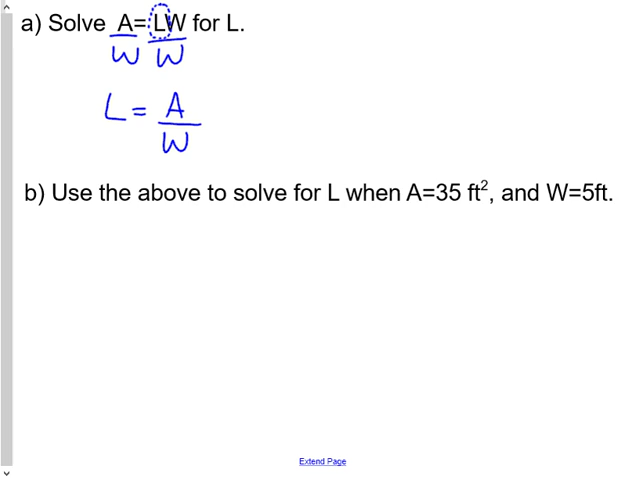 a) Solve A=LW for L.
W W
L = A
W
b) Use the above to solve for L when A=35 ft², and W=5ft.
Extend Page